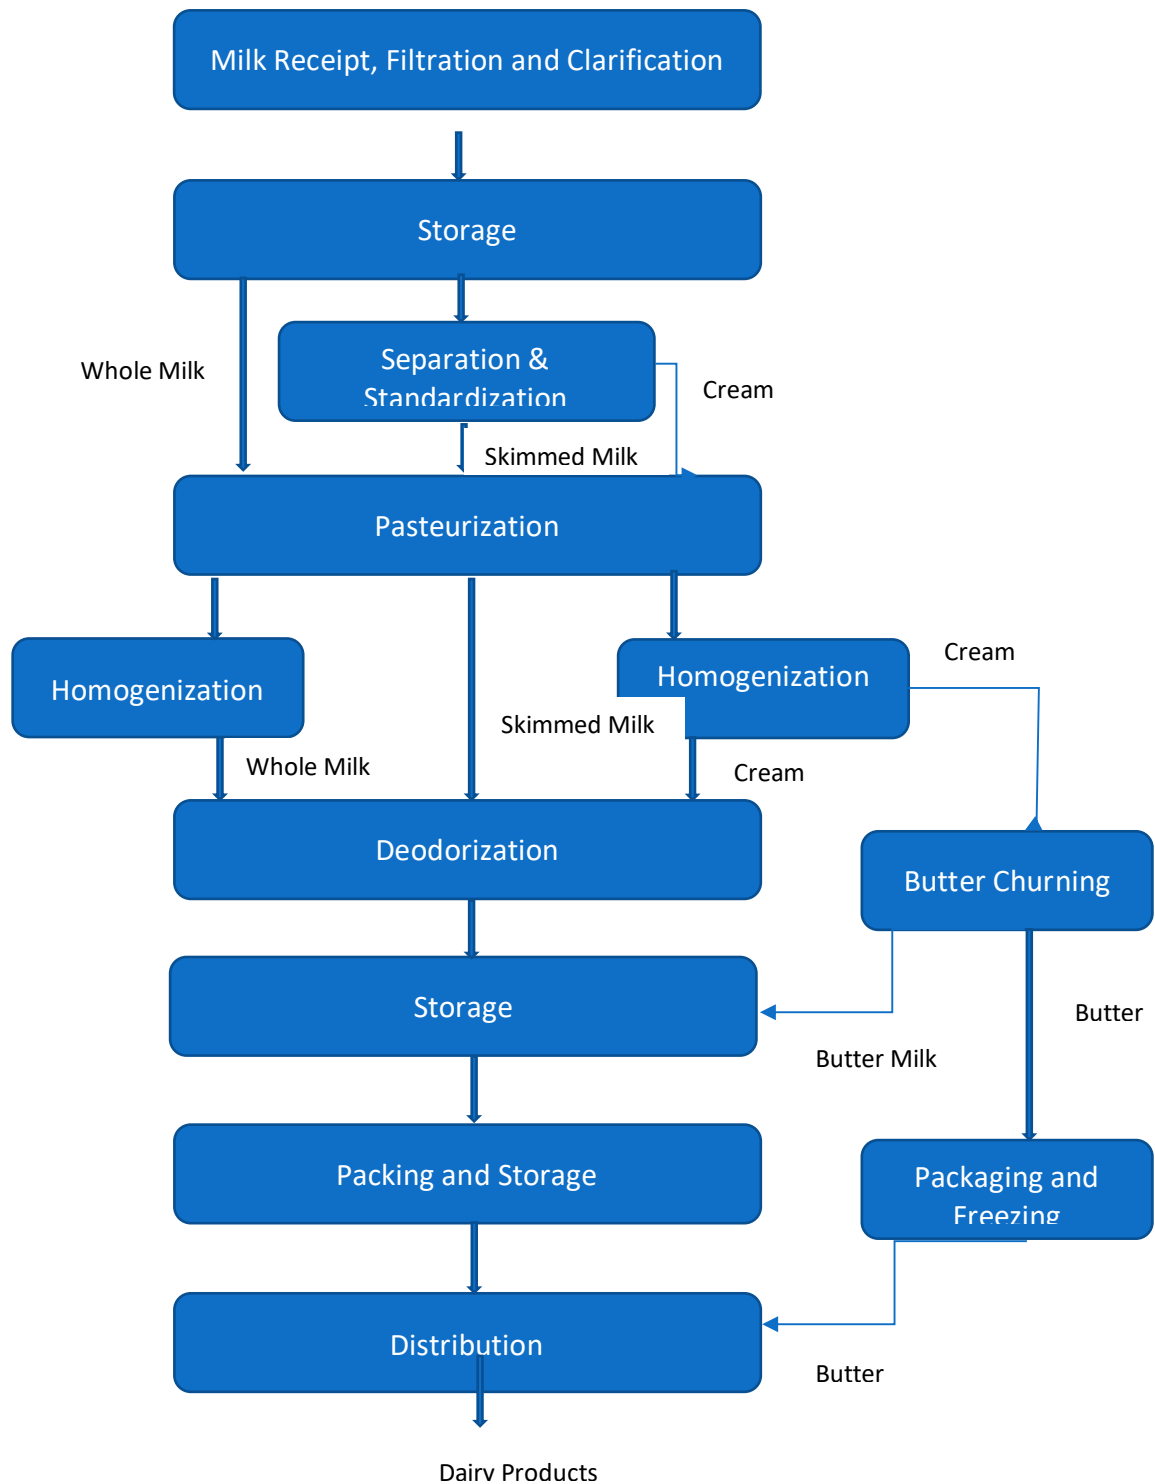 Milk Receipt, Filtration and Clarification
Storage
Whole Milk
Separation &
Standardization
Cream
Skimmed Milk
Pasteurization
Homogenization
Homogenization
Cream
Skimmed Milk
Whole Milk
Cream
Deodorization
Butter Churning
Storage
Butter
Butter Milk
Packing and Storage
Packaging and
Freezing
Distribution
Butter
Dairy Products